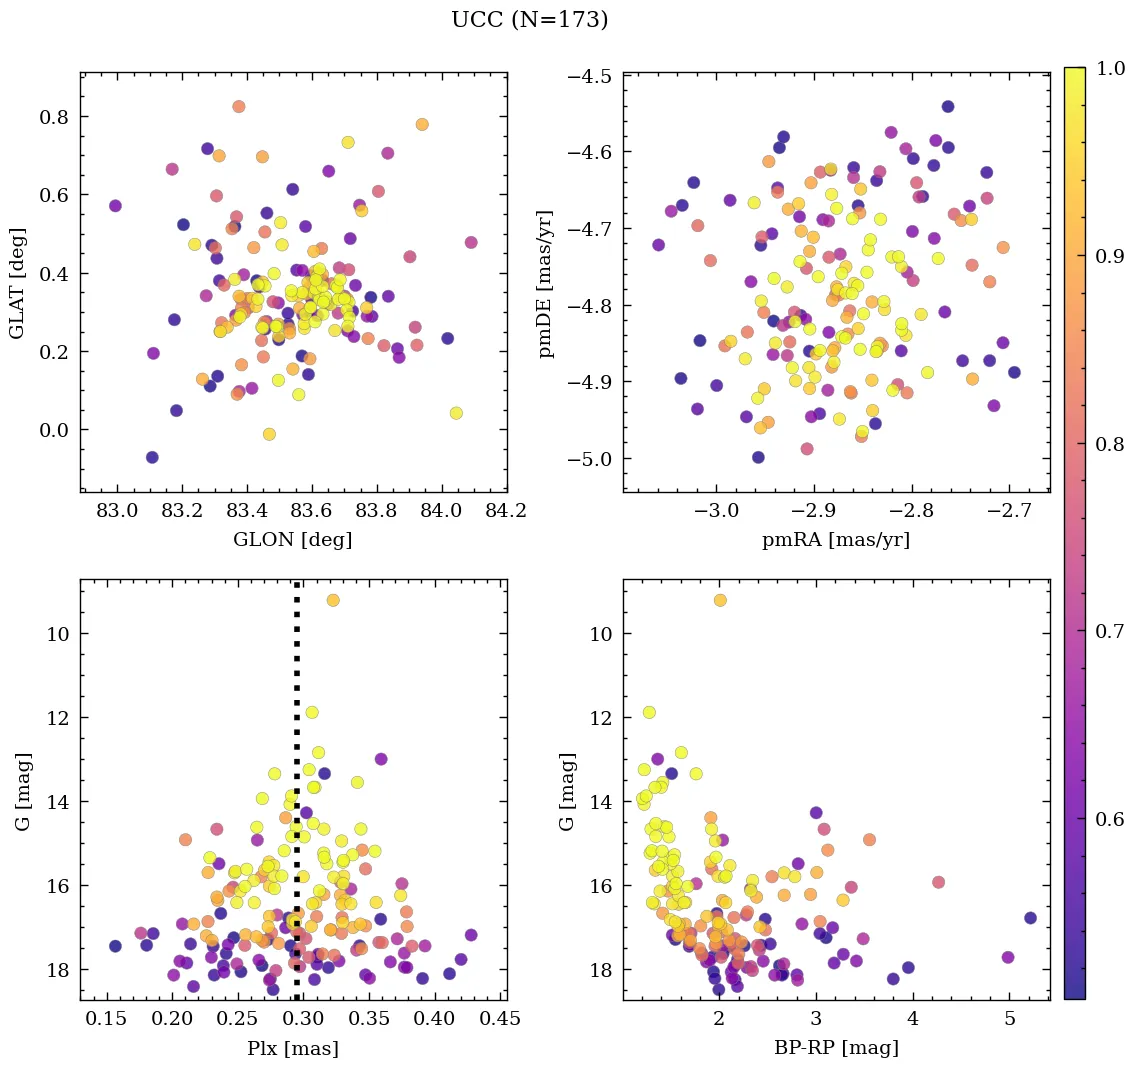 UCC (N=173)
0.8
0.6
0.4
0.2
0.0
GLAT [deg]
83.0 83.2 83.4 83.6 83.8 84.0 84.2
GLON [deg]
−4.5
−4.6
−4.7
−4.8
−4.9
−5.0
pmDE [mas/yr]
−3.0 −2.9 −2.8 −2.7
pmRA [mas/yr]
10
12
14
16
18
G [mag]
0.15 0.20 0.25 0.30 0.35 0.40 0.45
Plx [mas]
10
12
14
16
18
G [mag]
2 3 4 5
BP-RP [mag]
1.0
0.9
0.8
0.7
0.6